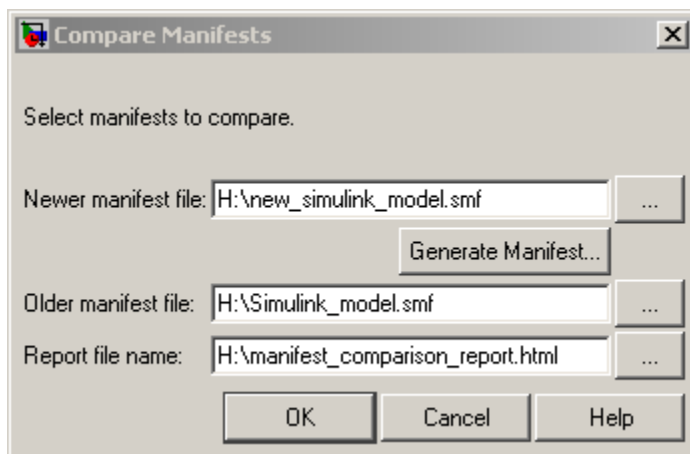 Compare Manifests
Select manifests to compare.
Newer manifest file: H:\new_simulink_model.smf ...
Generate Manifest...
Older manifest file: H:\Simulink_model.smf ...
Report file name: H:\manifest_comparison_report.html ...
OK Cancel Help